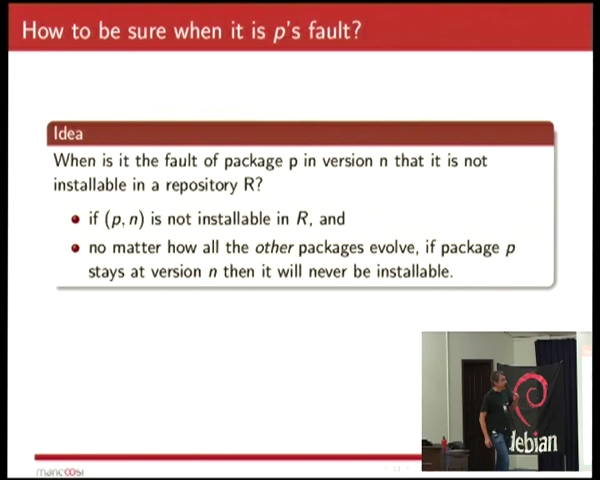 How to be sure when it is p's fault?
Idea
When is it the fault of package p in version n that it is not
installable in a repository R?
if (p, n) is not installable in R, and
no matter how all the other packages evolve, if package p
stays at version n then it will never be installable.
debian
mancoosi